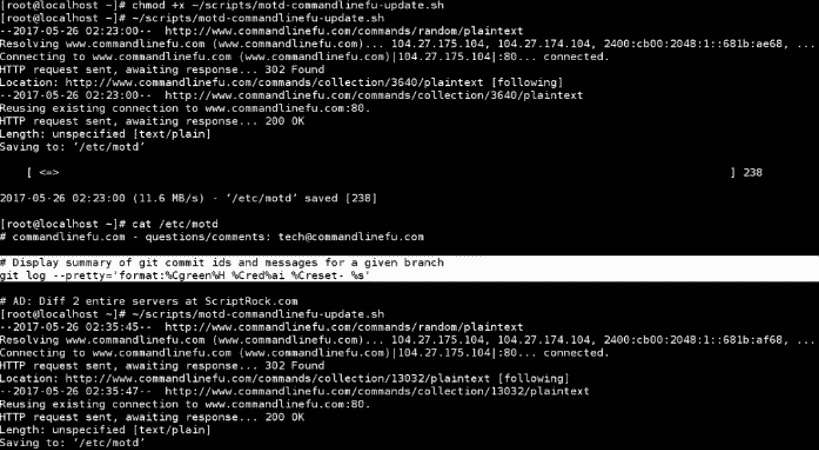 [root@localhost ~]# chmod +x ~/scripts/motd-commandlinefu-update.sh
[root@localhost ~]# ~/scripts/motd-commandlinefu-update.sh
--2017-05-26 02:23:00--  http://www.commandlinefu.com/commands/random/plaintext
Resolving www.commandlinefu.com (www.commandlinefu.com)... 104.27.175.104, 104.27.174.104, 2400:cb00:2048:1::681b:ae68, ...
Connecting to www.commandlinefu.com (www.commandlinefu.com)|104.27.175.104|:80... connected.
HTTP request sent, awaiting response... 302 Found
Location: http://www.commandlinefu.com/commands/collection/3640/plaintext [following]
--2017-05-26 02:23:00--  http://www.commandlinefu.com/commands/collection/3640/plaintext
Reusing existing connection to www.commandlinefu.com:80.
HTTP request sent, awaiting response... 200 OK
Length: unspecified [text/plain]
Saving to: ‘/etc/motd’
[ <=> ] 238
2017-05-26 02:23:00 (11.6 MB/s) - ‘/etc/motd’ saved [238]
[root@localhost ~]# cat /etc/motd
# commandlinefu.com - questions/comments: tech@commandlinefu.com
# Display summary of git commit ids and messages for a given branch
git log --pretty='format:%Cgreen%H %Cred%ai %Creset- %s'
# AD: Diff 2 entire servers at ScriptRock.com
[root@localhost ~]# ~/scripts/motd-commandlinefu-update.sh
--2017-05-26 02:35:45--  http://www.commandlinefu.com/commands/random/plaintext
Resolving www.commandlinefu.com (www.commandlinefu.com)... 104.27.175.104, 104.27.174.104, 2400:cb00:2048:1::681b:af68, ...
Connecting to www.commandlinefu.com (www.commandlinefu.com)|104.27.175.104|:80... connected.
HTTP request sent, awaiting response... 302 Found
Location: http://www.commandlinefu.com/commands/collection/13032/plaintext [following]
--2017-05-26 02:35:47--  http://www.commandlinefu.com/commands/collection/13032/plaintext
Reusing existing connection to www.commandlinefu.com:80.
HTTP request sent, awaiting response... 200 OK
Length: unspecified [text/plain]
Saving to: ‘/etc/motd’